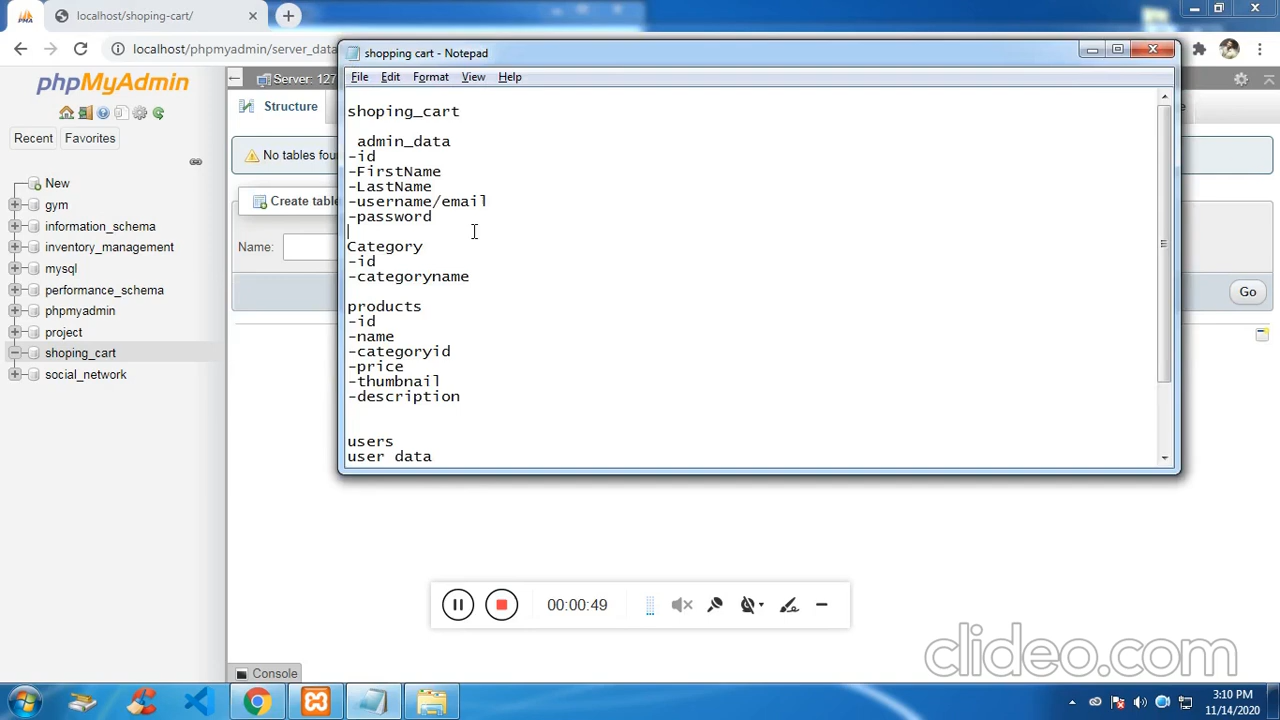 localhost/shoping-cart/
localhost/phpmyadmin/server_data
phpMyAdmin
Recent
Favorites
New
gym
information_schema
inventory_management
mysql
performance_schema
phpmyadmin
project
shoping_cart
social_network
Server: 127
Structure
No tables fou
Create table
Name:
Go
Console
shopping cart - Notepad
File Edit Format View Help
shoping_cart
admin_data
-id
-FirstName
-LastName
-username/email
-password
Category
-id
-categoryname
products
-id
-name
-categoryid
-price
-thumbnail
-description
users
user data
00:00:49
clideo.com
3:10 PM
11/14/2020